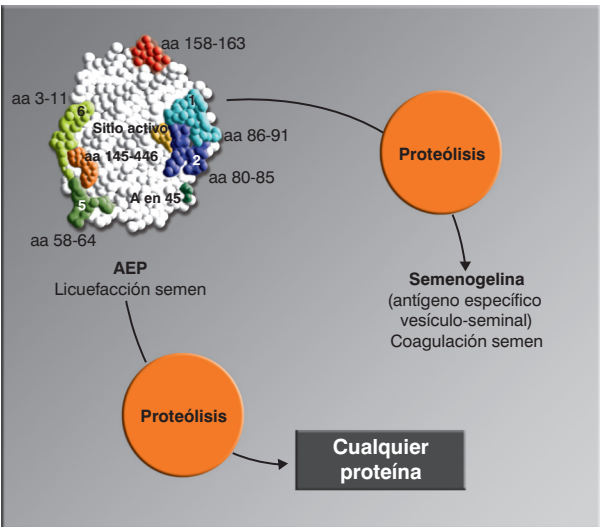 aa 158-163
aa 3-11
6
1
Sitio activo
aa 86-91
aa 145-446
2
aa 80-85
A en 45
5
aa 58-64
AEP
Licuefacción semen
Proteólisis
Semenogelina
(antígeno específico
vesículo-seminal)
Coagulación semen
Proteólisis
Cualquier
proteína